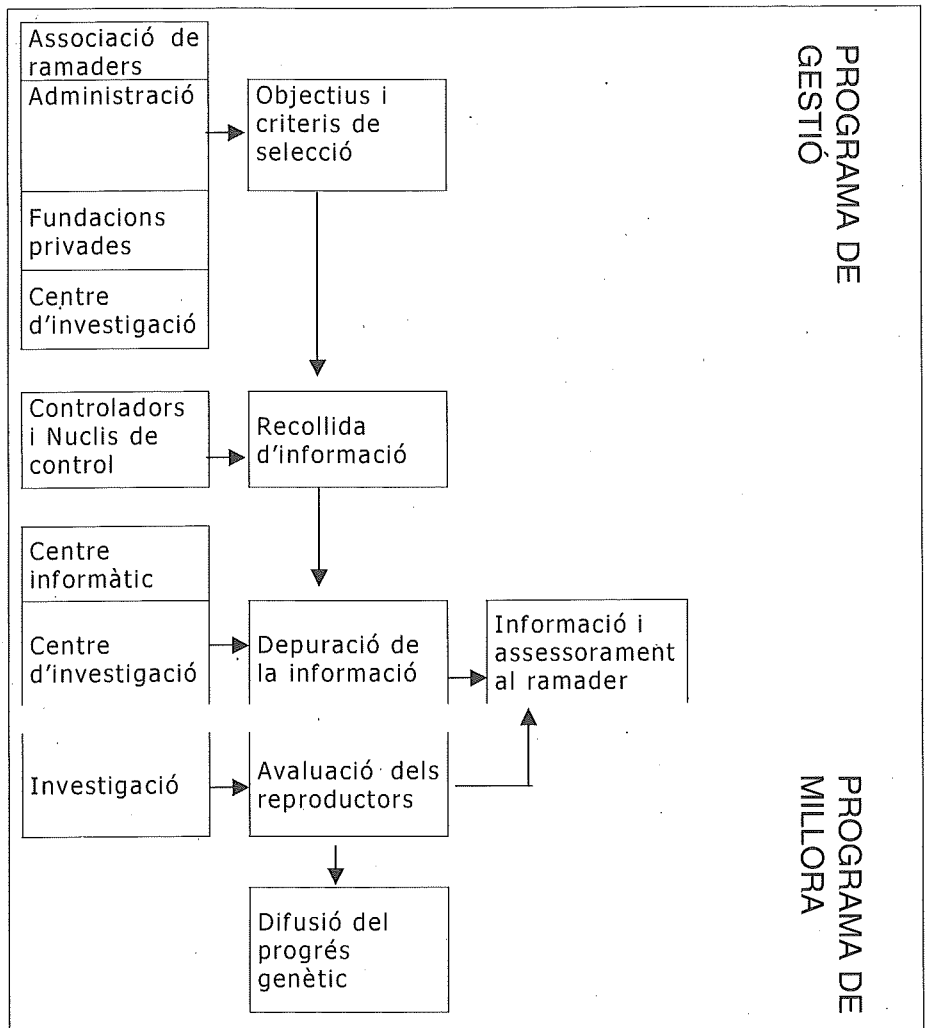 Associació de
ramaders
Administració
Objectius i
criteris de
selecció
Fundacions
privades
Centre
d'investigació
PROGRAMA DE
GESTIÓ
Controladors
i Nuclis de
control
Recollida
d'informació
Centre
informàtic
Centre
d'investigació
Depuració de
la informació
Informació i
assessorament
al ramader
Investigació
Avaluació dels
reproductors
Difusió del
progrés
genètic
PROGRAMA DE
MILLORA